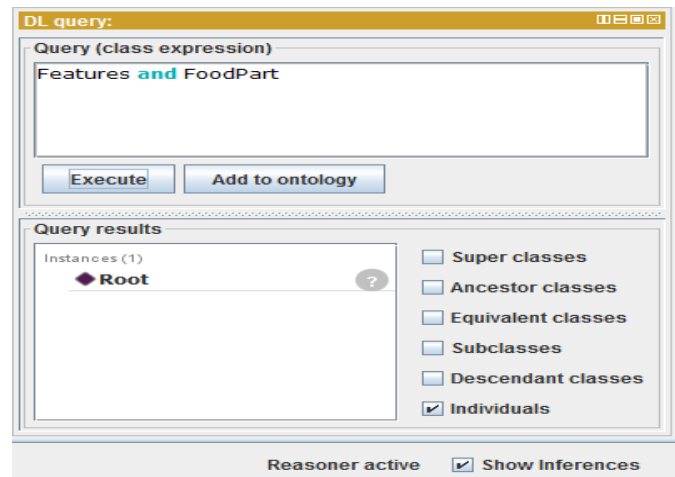 DL query:
Query (class expression)
Features and FoodPart
Execute
Add to ontology
Query results
Instances (1)
Root
?
Super classes
Ancestor classes
Equivalent classes
Subclasses
Descendant classes
Individuals
Reasoner active
Show Inferences